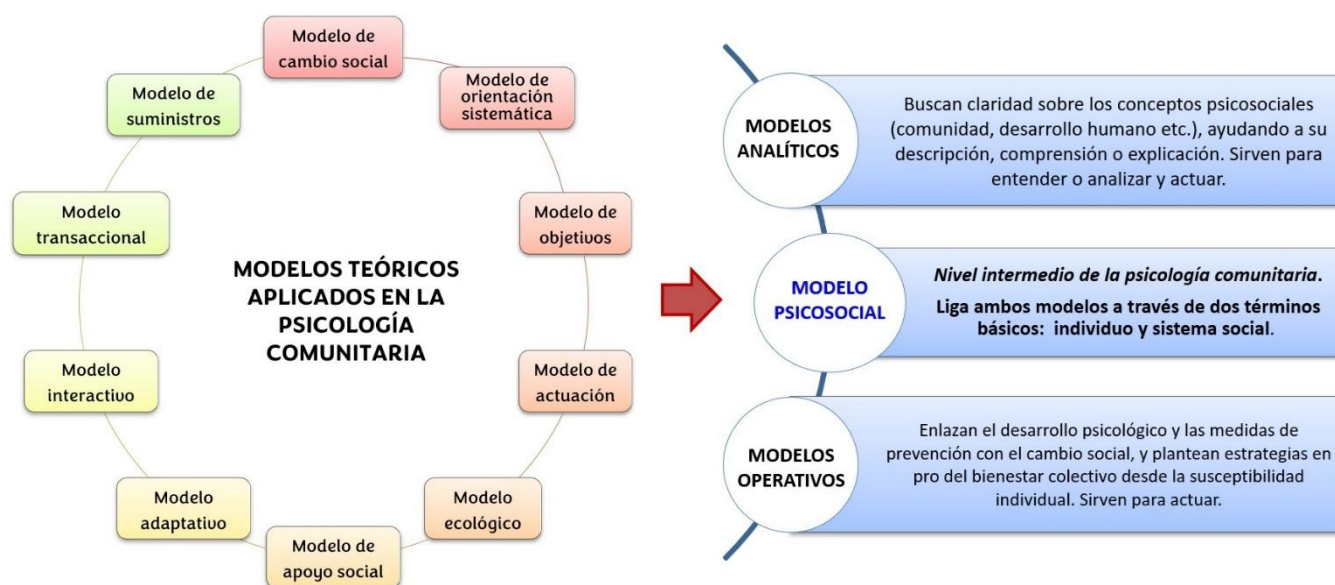 Modelo de
cambio social
Modelo de
orientación
sistemática
Modelo de
objetivos
Modelo de
actuación
Modelo
ecológico
Modelo de
apoyo social
Modelo
adaptativo
Modelo
interactivo
Modelo
transaccional
Modelo de
suministros
MODELOS TEÓRICOS
APLICADOS EN LA
PSICOLOGÍA
COMUNITARIA
MODELOS
ANALÍTICOS
Buscan claridad sobre los conceptos psicosociales
(comunidad, desarrollo humano etc.), ayudando a su
descripción, comprensión o explicación. Sirven para
entender o analizar y actuar.
MODELO
PSICOSOCIAL
Nivel intermedio de la psicología comunitaria.
Liga ambos modelos a través de dos términos
básicos: individuo y sistema social.
MODELOS
OPERATIVOS
Enlazan el desarrollo psicológico y las medidas de
prevención con el cambio social, y plantean estrategias en
pro del bienestar colectivo desde la susceptibilidad
individual. Sirven para actuar.